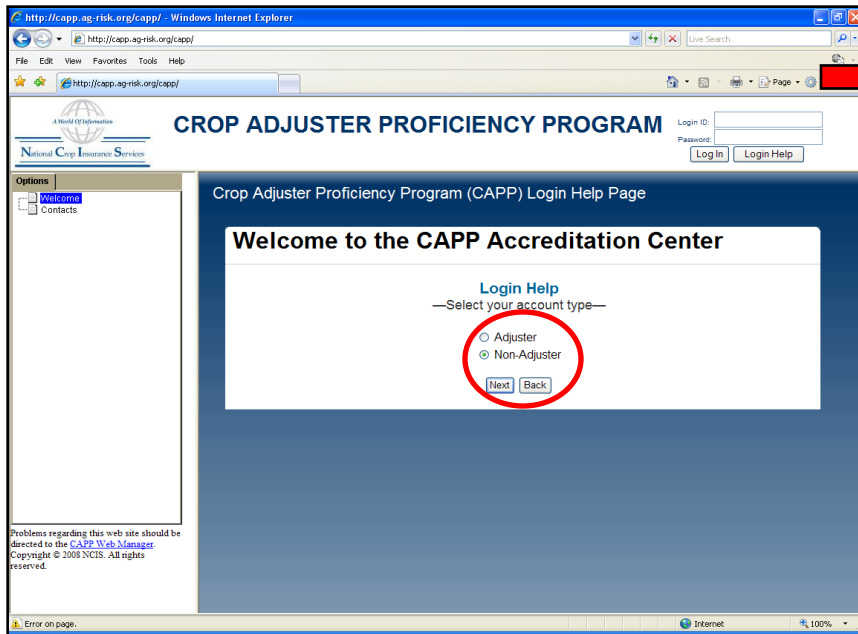 http://capp.ag-risk.org/capp/ - Windows Internet Explorer
http://capp.ag-risk.org/capp/
Live Search
File Edit View Favorites Tools Help
http://capp.ag-risk.org/capp/
Page
A World Of Information
National Crop Insurance Services
CROP ADJUSTER PROFICIENCY PROGRAM
Login ID:
Password:
Log In Login Help
Options
Welcome
Contacts
Crop Adjuster Proficiency Program (CAPP) Login Help Page
Welcome to the CAPP Accreditation Center
Login Help
—Select your account type—
Adjuster
Non-Adjuster
Next Back
Problems regarding this web site should be
directed to the CAPP Web Manager.
Copyright © 2008 NCIS. All rights
reserved.
Error on page.
Internet
100%